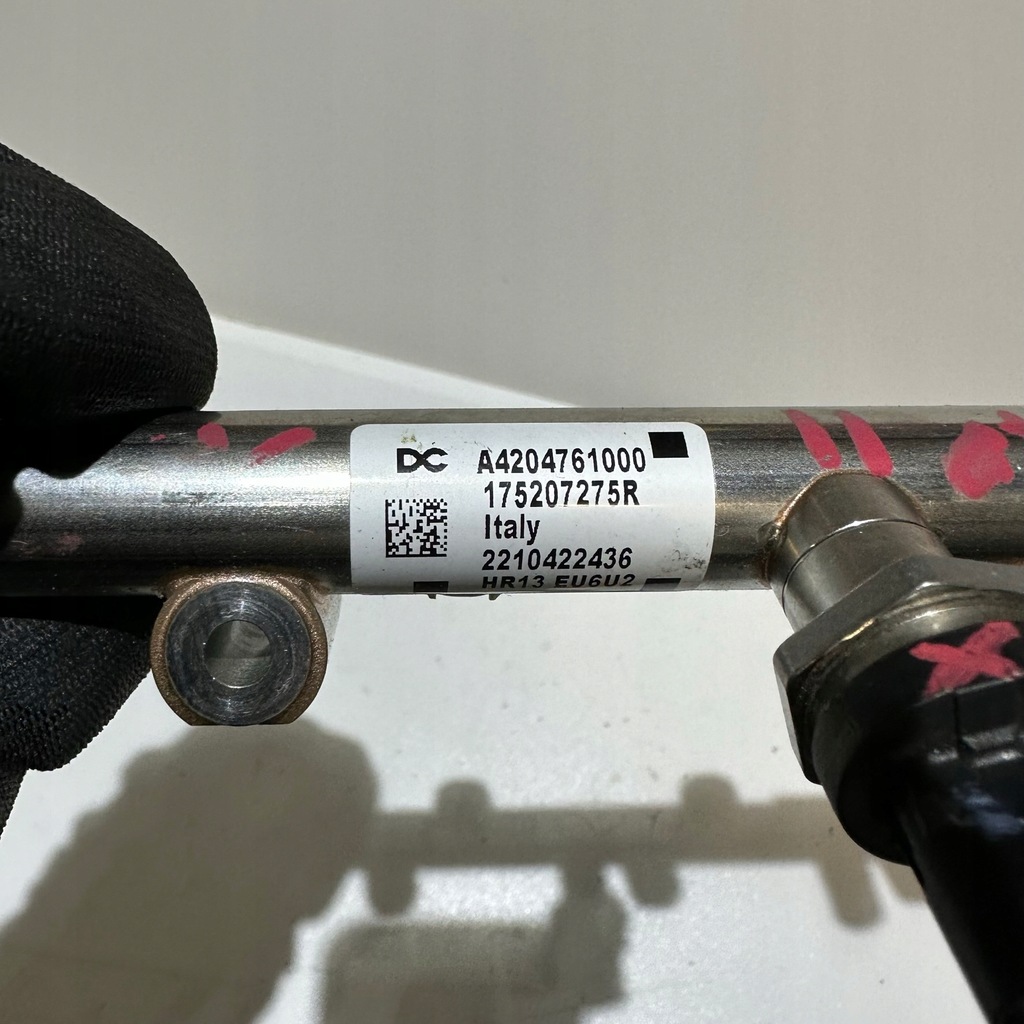 DC A4204761000
175207275R
Italy
2210422436
HR13 EU6U2